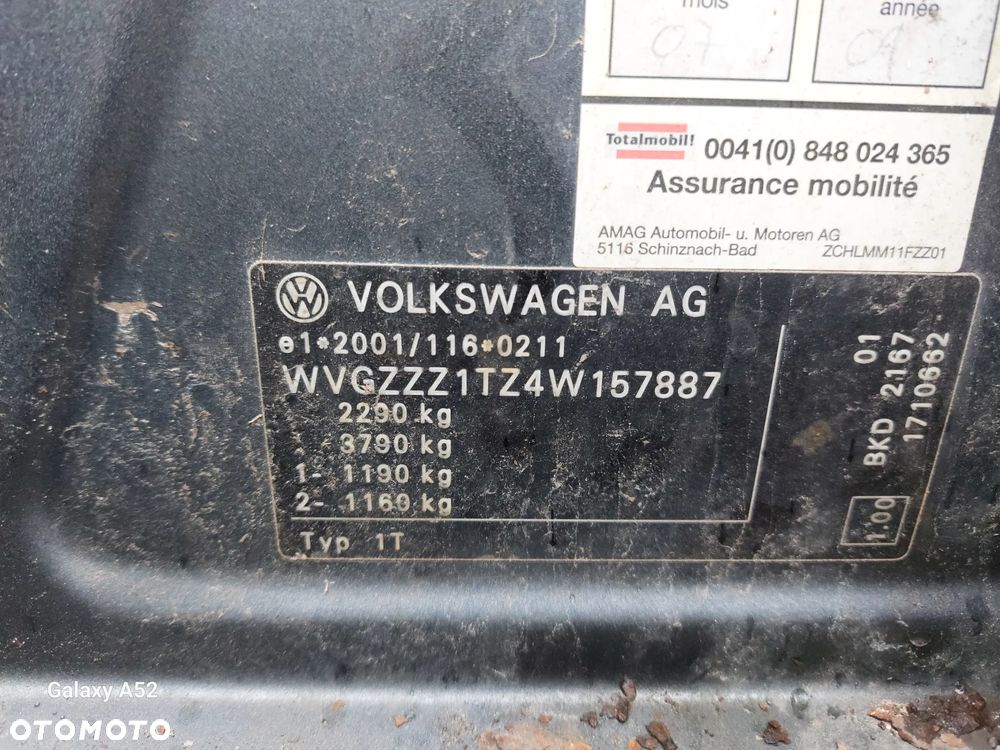 mois
année
07
Totalmobil!
0041(0) 848 024 365
Assurance mobilité
AMAG Automobil- u. Motoren AG
5116 Schinznach-Bad ZCHLMM11FZZ01
VOLKSWAGEN AG
e1*2001/116*0211
WVGZZZ1TZ4W157887
2290 kg
3790 kg
1- 1190 kg
2- 1160 kg
Typ 1T
01
BKD 2167
1710662
1.00
Galaxy A52
OTOMOTO